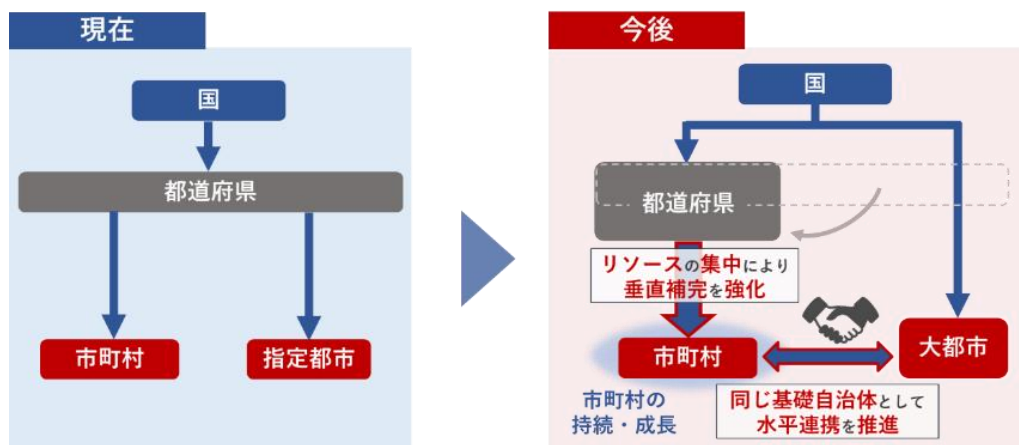 現在
国
都道府県
市町村
指定都市
今後
国
都道府県
リソースの集中により
垂直補完を強化
市町村
大都市
市町村の
持続・成長
同じ基礎自治体として
水平連携を推進